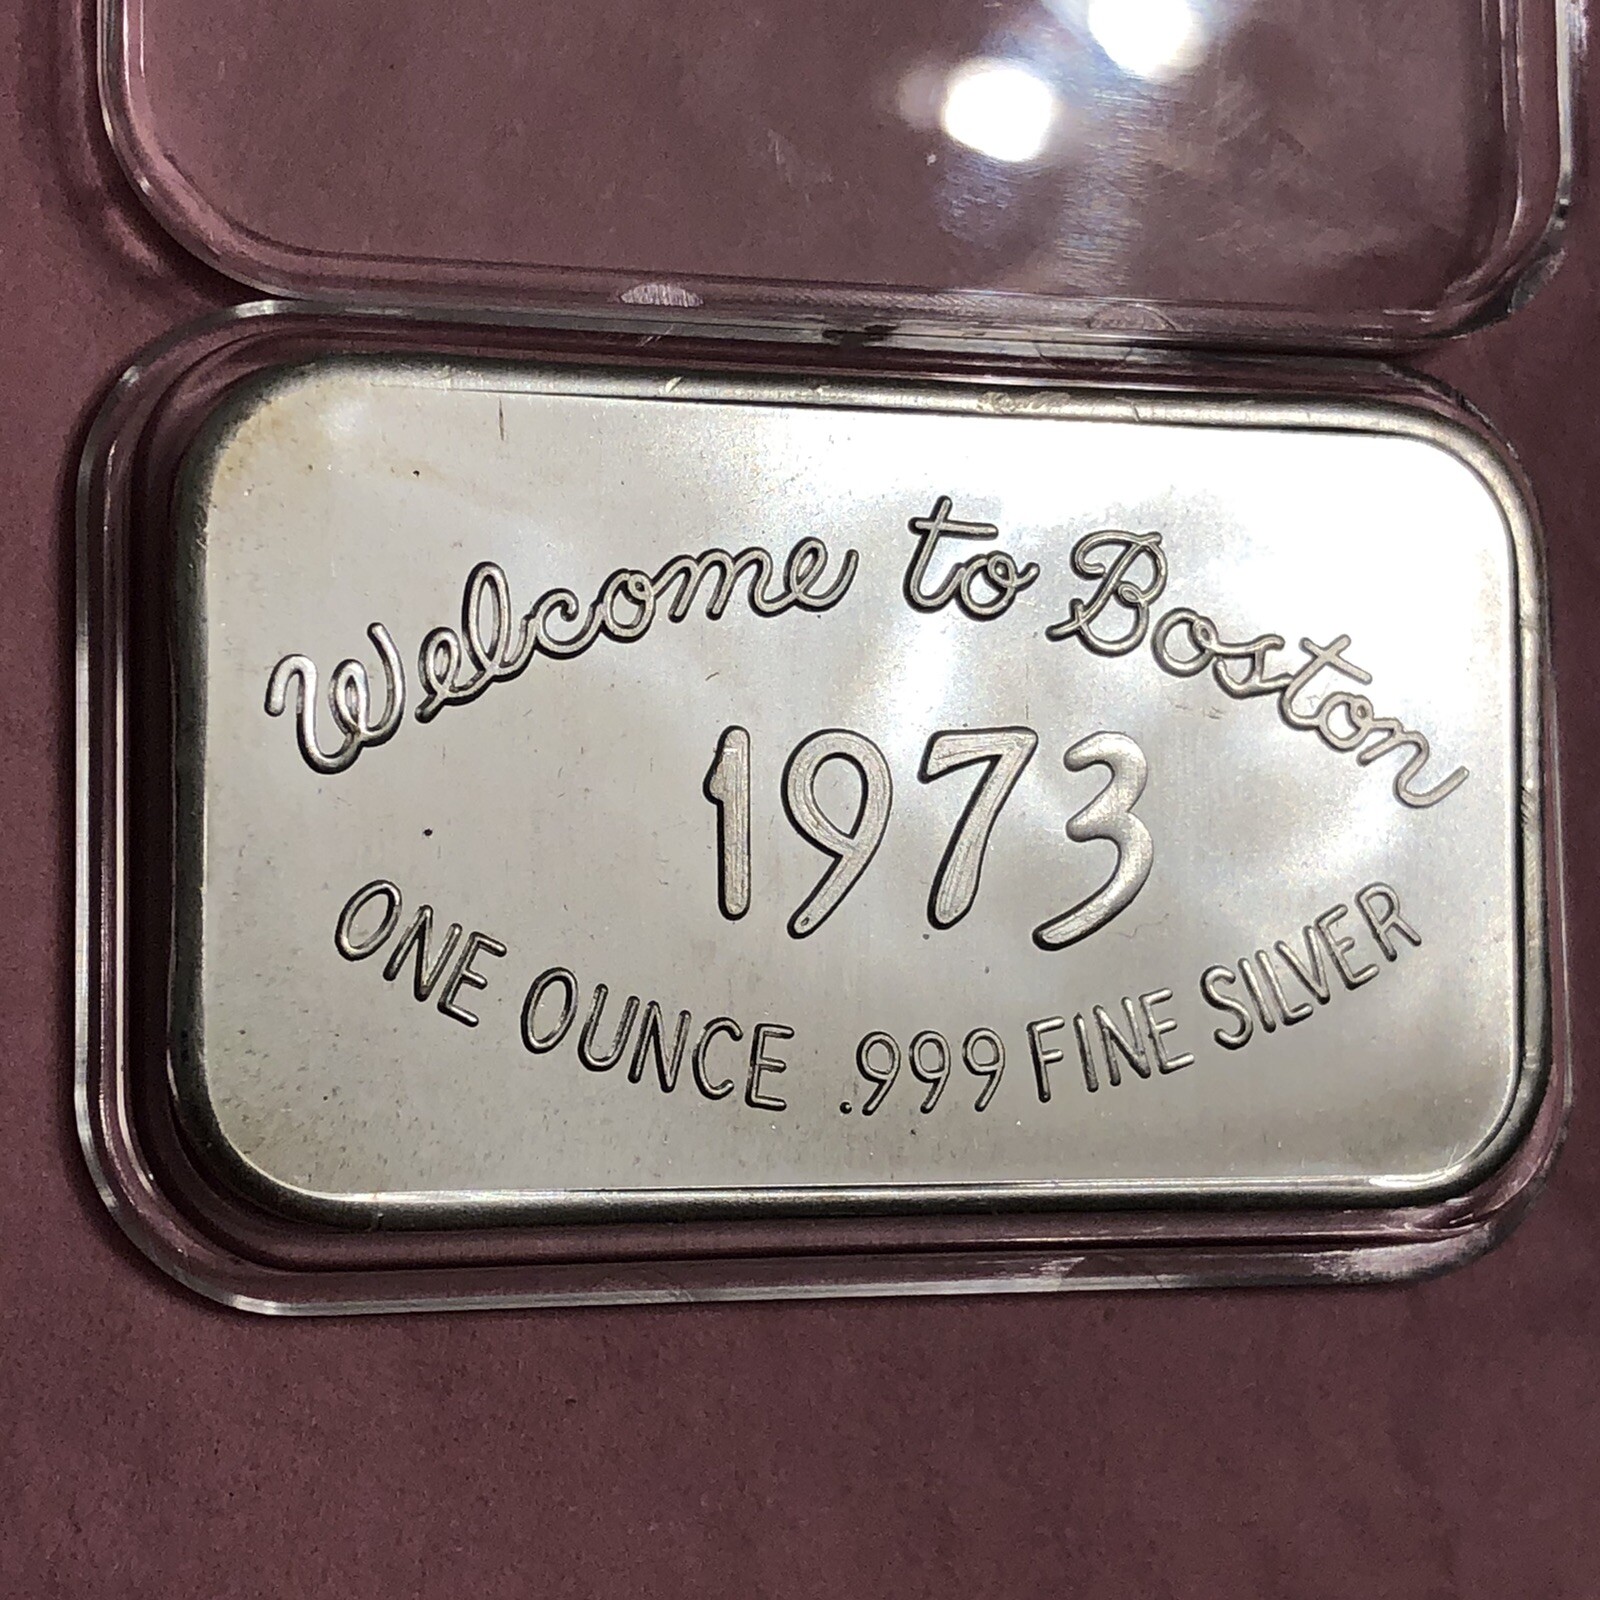 Welcome to Boston
1973
ONE OUNCE .999 FINE SILVER